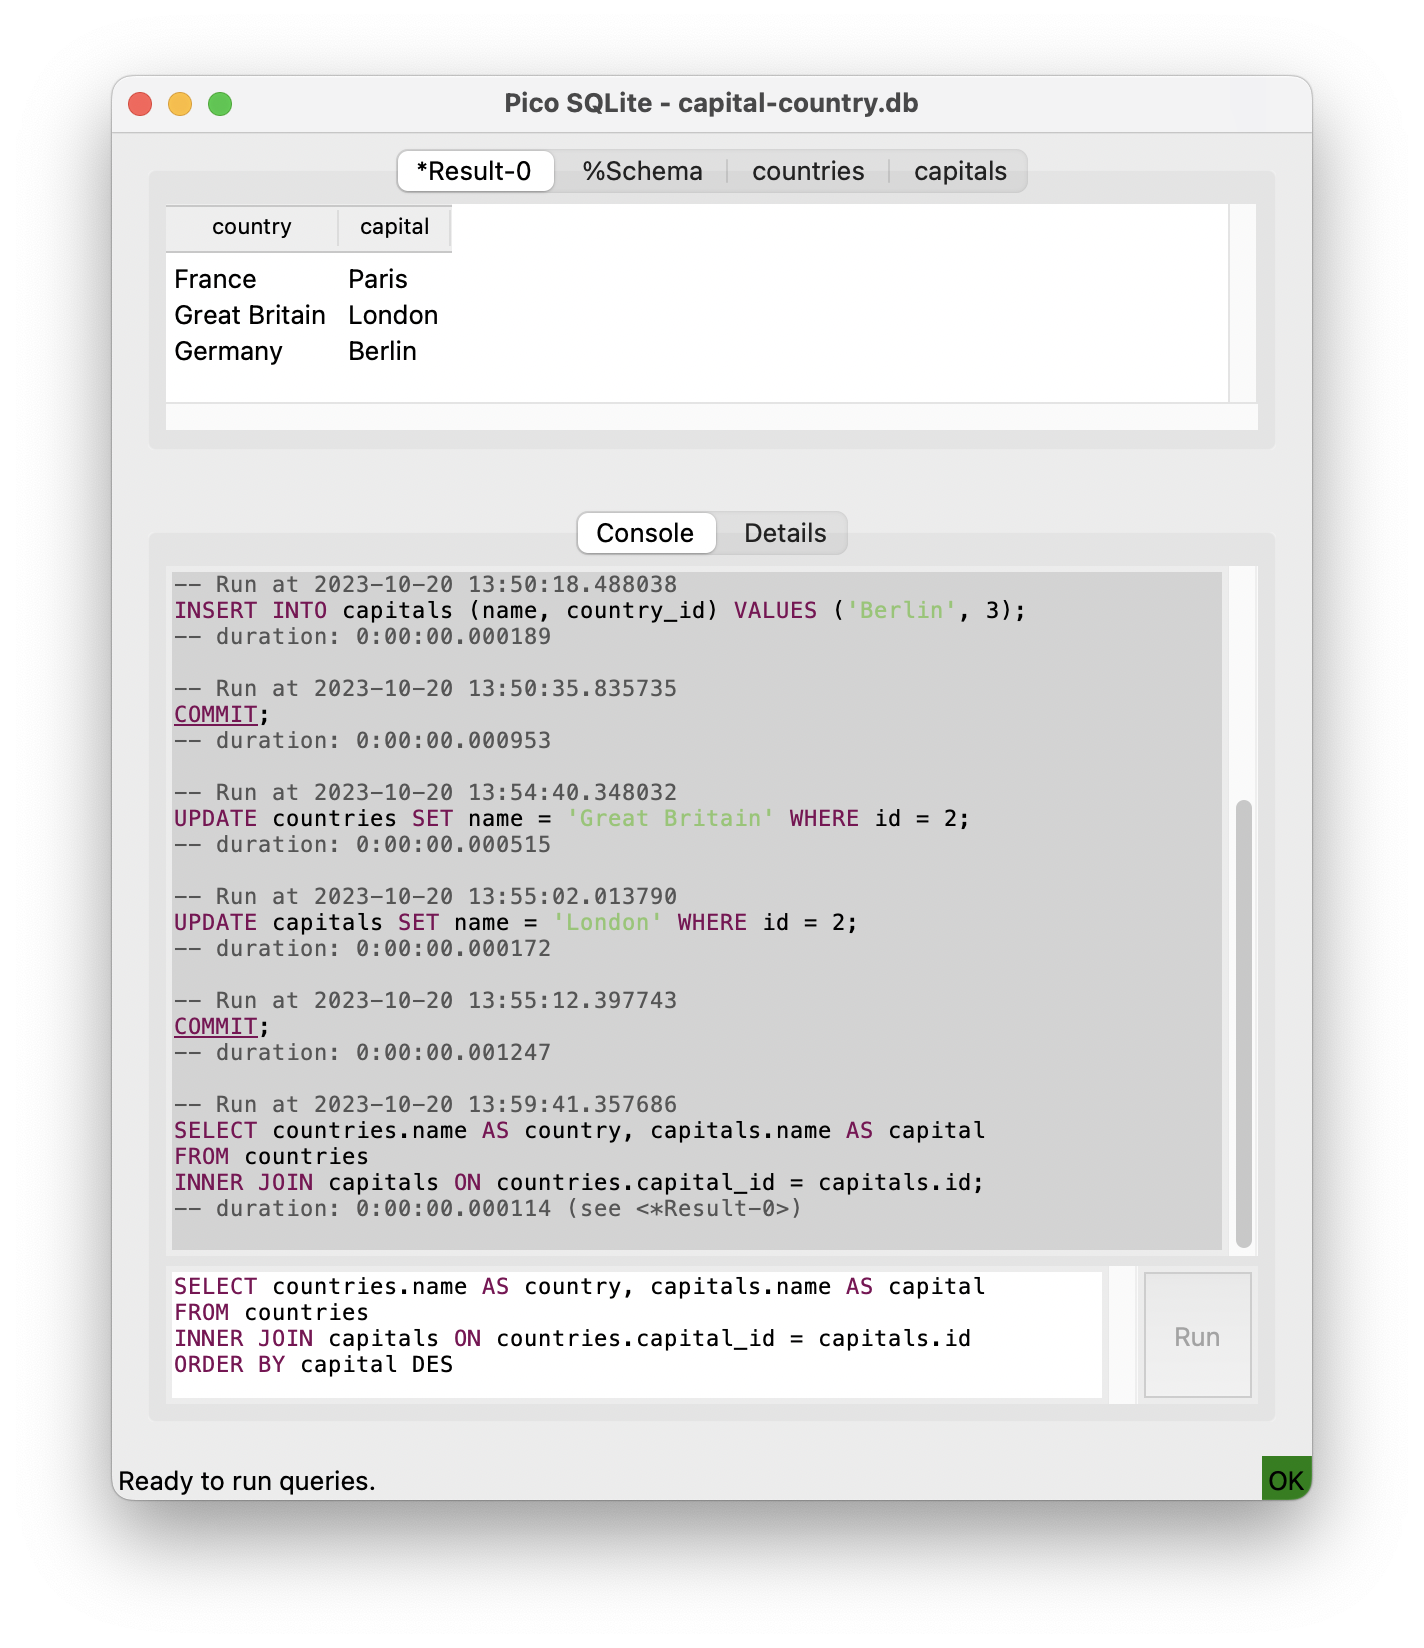 Pico SQLite - capital-country.db
*Result-0 %Schema countries capitals
country capital
France Paris
Great Britain London
Germany Berlin
Console Details
-- Run at 2023-10-20 13:50:18.488038
INSERT INTO capitals (name, country_id) VALUES ('Berlin', 3);
-- duration: 0:00:00.000189
-- Run at 2023-10-20 13:50:35.835735
COMMIT;
-- duration: 0:00:00.000953
-- Run at 2023-10-20 13:54:40.348032
UPDATE countries SET name = 'Great Britain' WHERE id = 2;
-- duration: 0:00:00.000515
-- Run at 2023-10-20 13:55:02.013790
UPDATE capitals SET name = 'London' WHERE id = 2;
-- duration: 0:00:00.000172
-- Run at 2023-10-20 13:55:12.397743
COMMIT;
-- duration: 0:00:00.001247
-- Run at 2023-10-20 13:59:41.357686
SELECT countries.name AS country, capitals.name AS capital
FROM countries
INNER JOIN capitals ON countries.capital_id = capitals.id;
-- duration: 0:00:00.000114 (see <*Result-0>)
SELECT countries.name AS country, capitals.name AS capital
FROM countries
INNER JOIN capitals ON countries.capital_id = capitals.id
ORDER BY capital DES
Run
Ready to run queries. OK